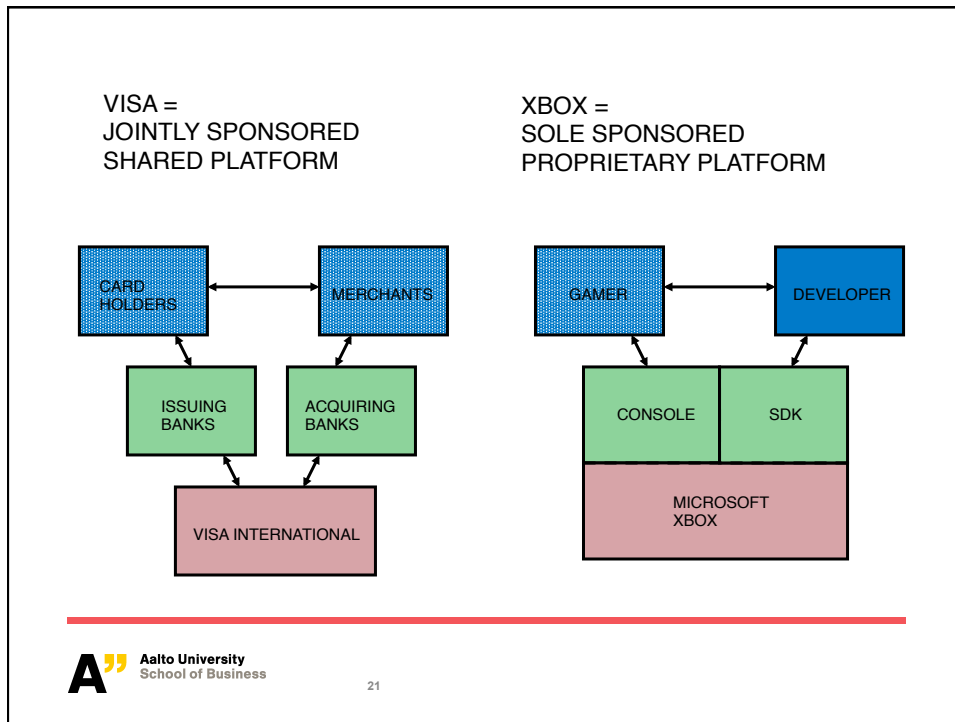 VISA =
JOINTLY SPONSORED
SHARED PLATFORM
XBOX =
SOLE SPONSORED
PROPRIETARY PLATFORM
CARD
HOLDERS
MERCHANTS
ISSUING
BANKS
ACQUIRING
BANKS
VISA INTERNATIONAL
GAMER
DEVELOPER
CONSOLE
SDK
MICROSOFT
XBOX
A”
Aalto University
School of Business
21